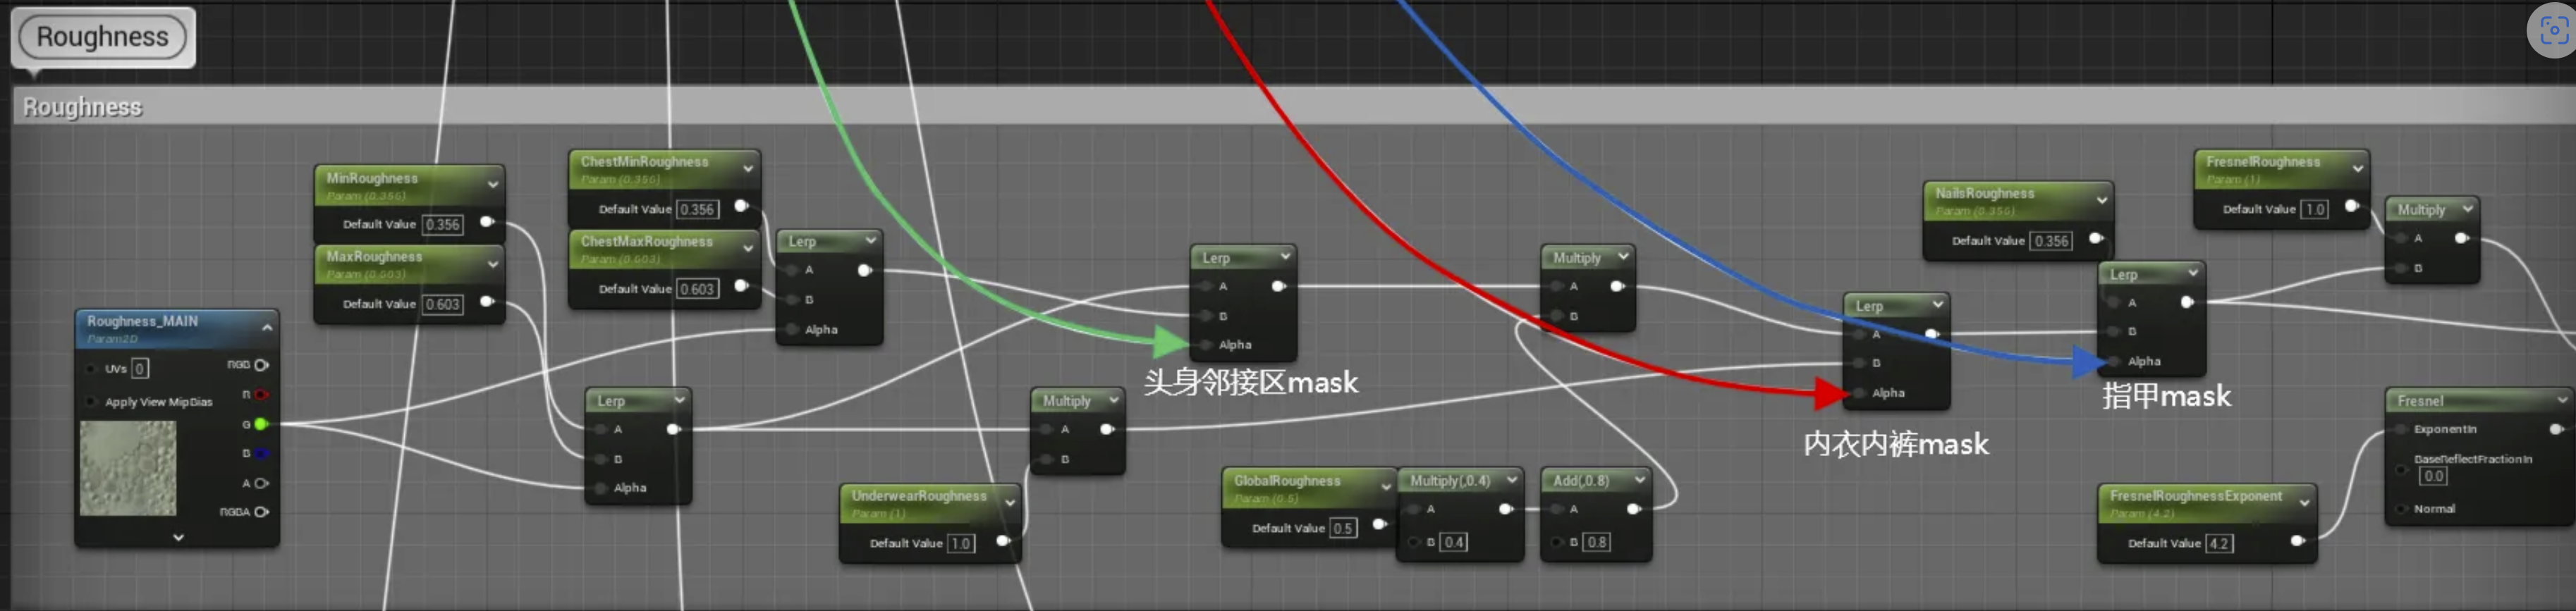 Roughness
Roughness
MinRoughness
Param (0.356)
Default Value 0.356
MaxRoughness
Param (0.603)
Default Value 0.603
ChestMinRoughness
Param (0.356)
Default Value 0.356
ChestMaxRoughness
Param (0.603)
Default Value 0.603
Lerp
A
B
Alpha
Roughness_MAIN
Param2D
UVs 0
RGB
R
Apply View MipBias
G
B
A
RGBA
Lerp
A
B
Alpha
UnderwearRoughness
Param (1)
Default Value 1.0
Multiply
A
B
Lerp
A
B
Alpha
头身邻接区mask
GlobalRoughness
Param (0.5)
Default Value 0.5
Multiply(,0.4)
A
B 0.4
Add(,0.8)
A
B 0.8
Multiply
A
B
Lerp
A
B
Alpha
内衣内裤mask
NailsRoughness
Param (0.356)
Default Value 0.356
Lerp
A
B
Alpha
指甲mask
FresnelRoughness
Param (1)
Default Value 1.0
Multiply
A
B
FresnelRoughnessExponent
Param (4.2)
Default Value 4.2
Fresnel
ExponentIn
BaseReflectFractionIn
0.0
Normal